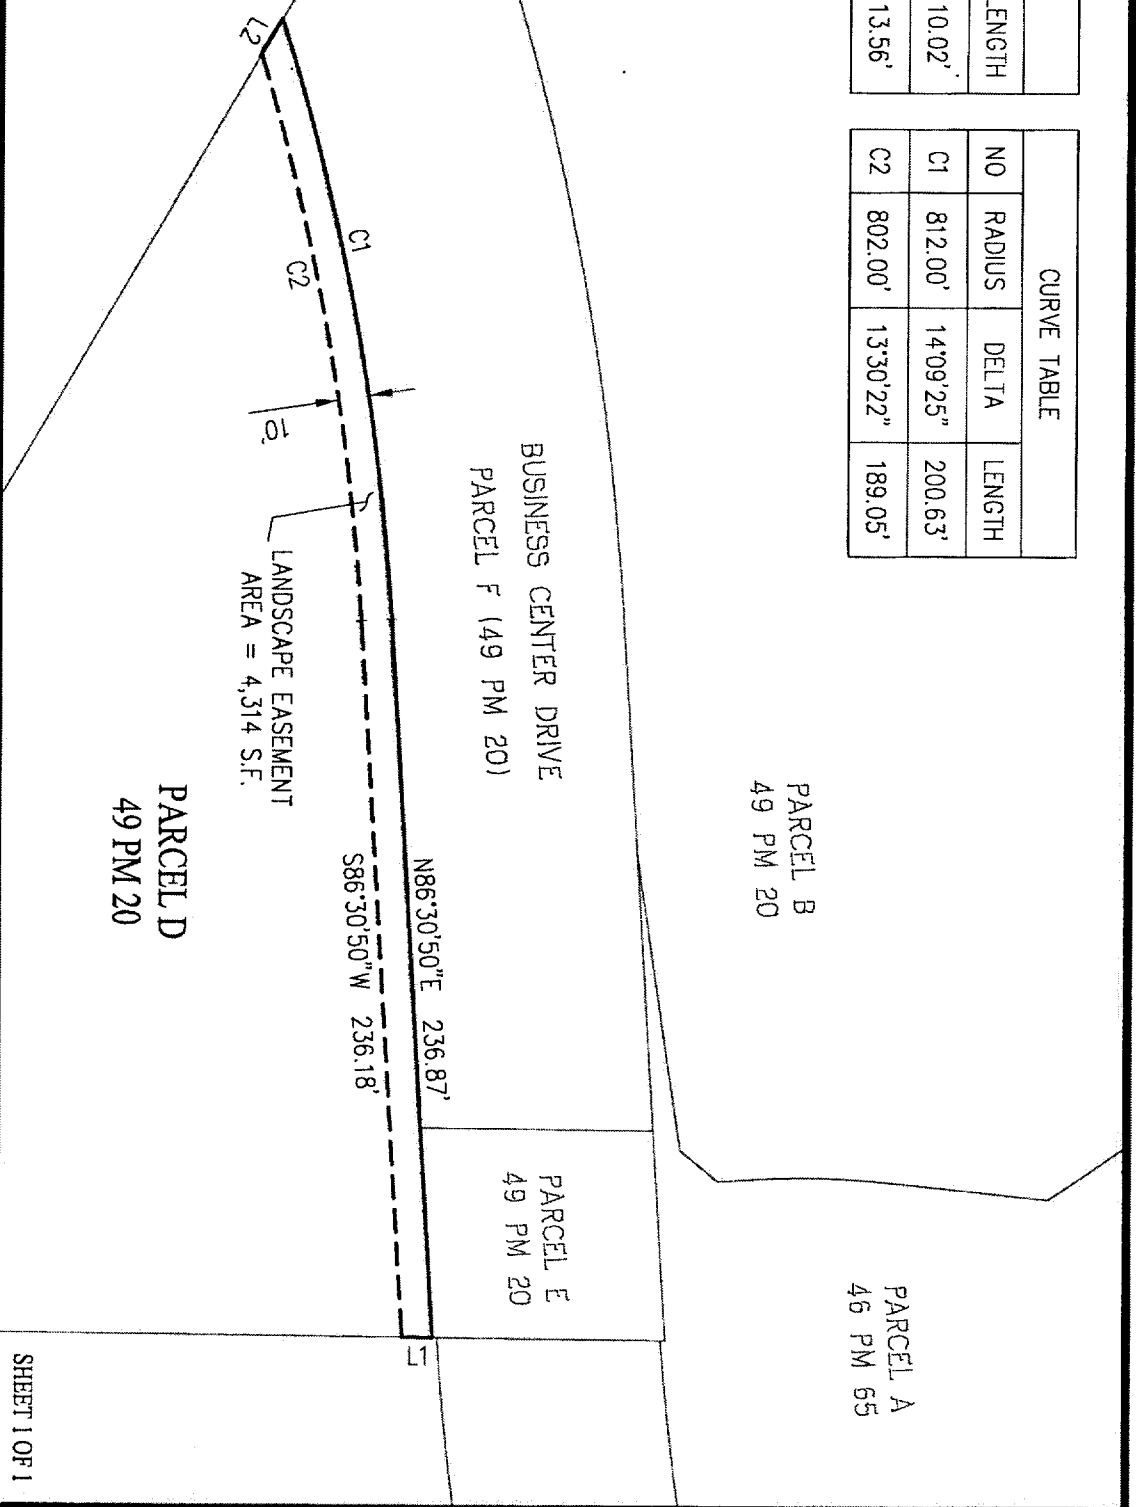 LENGTH
10.02'
13.56'
CURVE TABLE
NO RADIUS DELTA LENGTH
C1 812.00' 14°09'25" 200.63'
C2 802.00' 13°30'22" 189.05'
PARCEL B
49 PM 20
PARCEL A
46 PM 65
BUSINESS CENTER DRIVE
PARCEL F (49 PM 20)
PARCEL E
49 PM 20
L2
C1
C2
10'
N86°30'50"E 236.87'
S86°30'50"W 236.18'
L1
LANDSCAPE EASEMENT
AREA = 4,314 S.F.
PARCEL D
49 PM 20
SHEET 1 OF 1